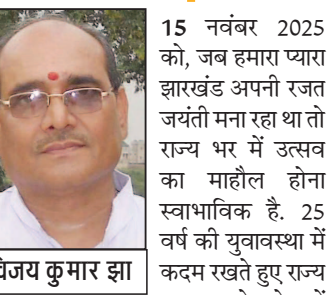 15 नवंबर 2025
को, जब हमारा प्यारा
झारखंड अपनी रजत
जयंती मना रहा था तो
राज्य भर में उत्सव
का माहौल होना
स्वाभाविक है. 25
वर्ष की युवावस्था में
कदम रखते हुए राज्य
विजय कुमार झा